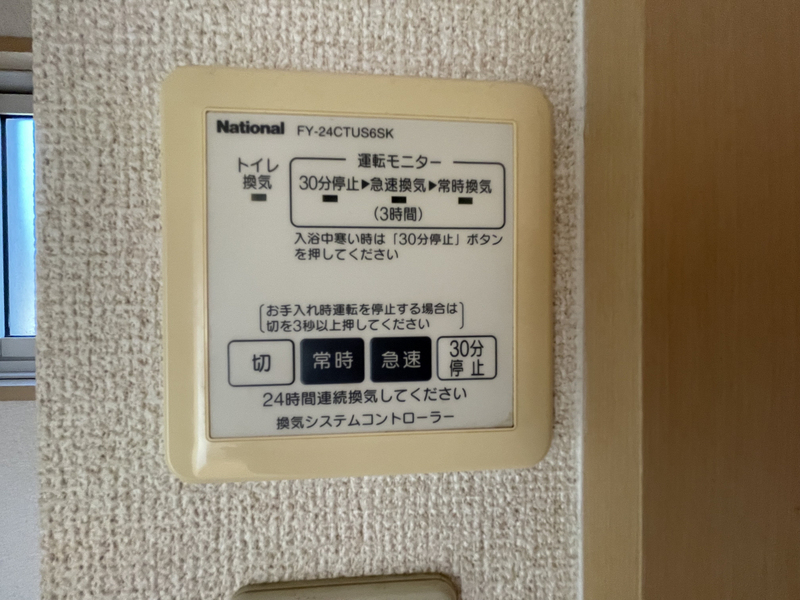 National FY-24CTUS6SK
運転モニター
トイレ
換気
30分停止▶急速換気▶常時換気
(3時間)
入浴中寒い時は「30分停止」ボタン
を押してください
お手入れ時運転を停止する場合は
切を3秒以上押してください
切 常時 急速 30分
停止
24時間連続換気してください
換気システムコントローラー